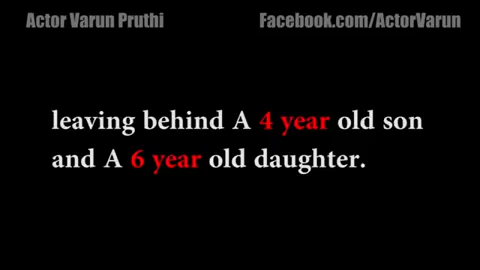 Actor Varun Pruthi
Facebook.com/ActorVarun
leaving behind A 4 year old son
and A 6 year old daughter.